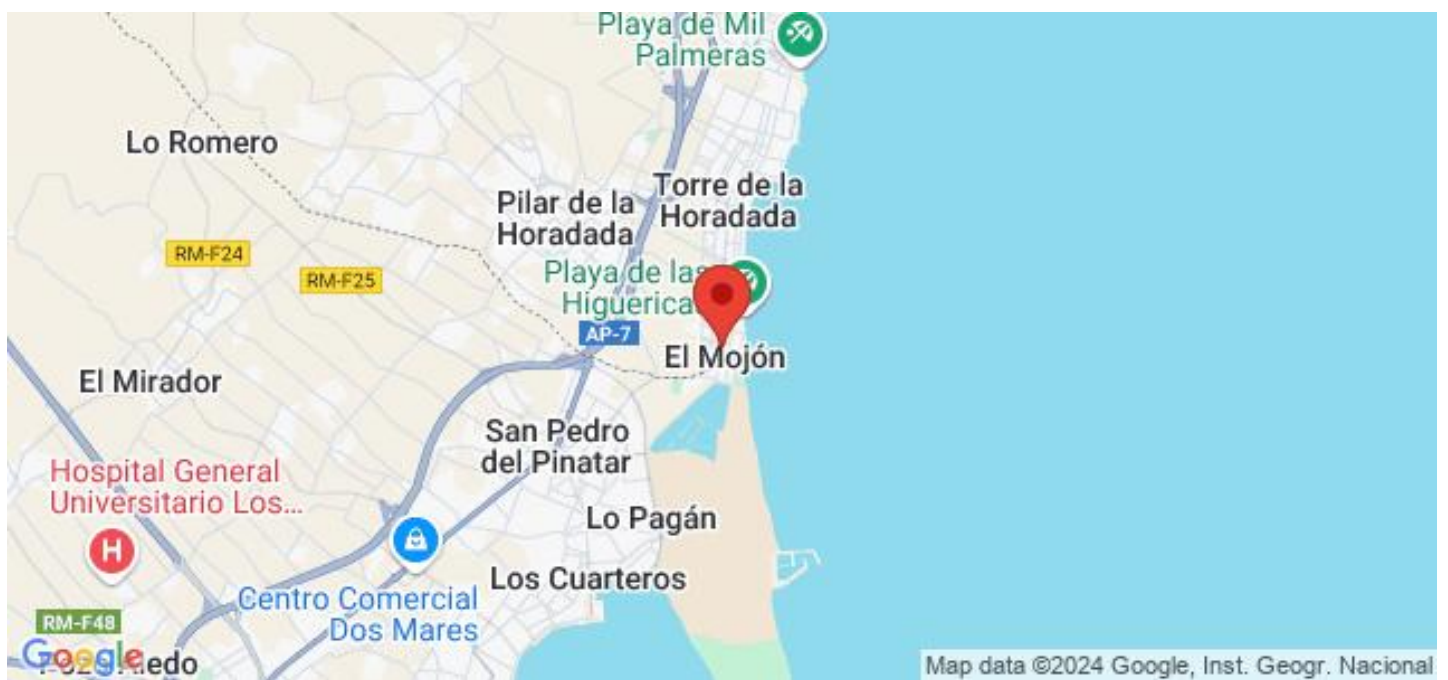 Playa de Mil
Palmeras
Lo Romero
Torre de la
Horadada
Pilar de la
Horadada
RM-F24
RM-F25
Playa de las
Higuerica
AP-7
El Mojón
El Mirador
San Pedro
del Pinatar
Hospital General
Universitario Los...
H
Lo Pagán
Los Cuarteros
Centro Comercial
Dos Mares
RM-F48
Google
Map data ©2024 Google, Inst. Geogr. Nacional